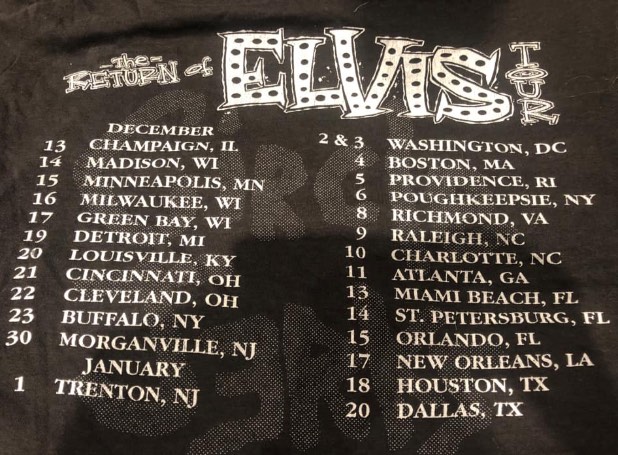 The
RETURN of ELVIS TOUR
DECEMBER
13 CHAMPAIGN, IL
14 MADISON, WI
15 MINNEAPOLIS, MN
16 MILWAUKEE, WI
17 GREEN BAY, WI
19 DETROIT, MI
20 LOUISVILLE, KY
21 CINCINNATI, OH
22 CLEVELAND, OH
23 BUFFALO, NY
30 MORGANVILLE, NJ
JANUARY
1 TRENTON, NJ
2 & 3 WASHINGTON, DC
4 BOSTON, MA
5 PROVIDENCE, RI
6 POUGHKEEPSIE, NY
8 RICHMOND, VA
9 RALEIGH, NC
10 CHARLOTTE, NC
11 ATLANTA, GA
13 MIAMI BEACH, FL
14 ST. PETERSBURG, FL
15 ORLANDO, FL
17 NEW ORLEANS, LA
18 HOUSTON, TX
20 DALLAS, TX